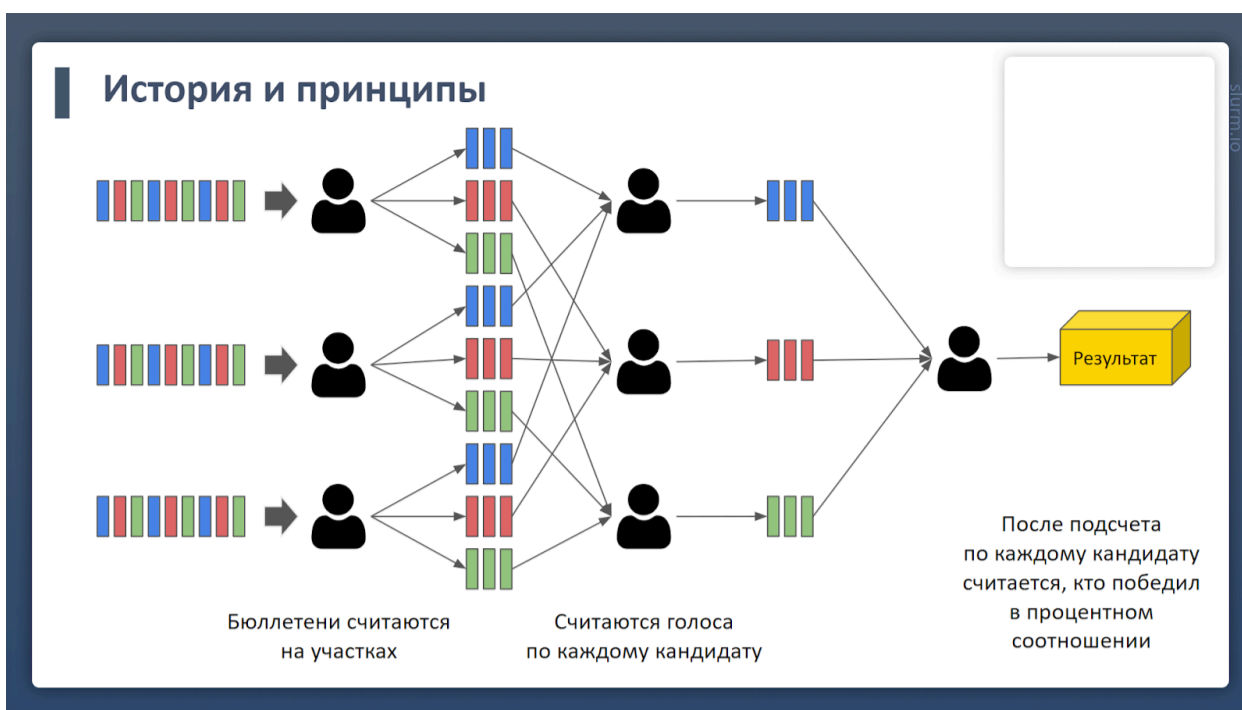 История и принципы
slurm.io
Результат
Бюллетени считаются
на участках
Считаются голоса
по каждому кандидату
После подсчета
по каждому кандидату
считается, кто победил
в процентном
соотношении